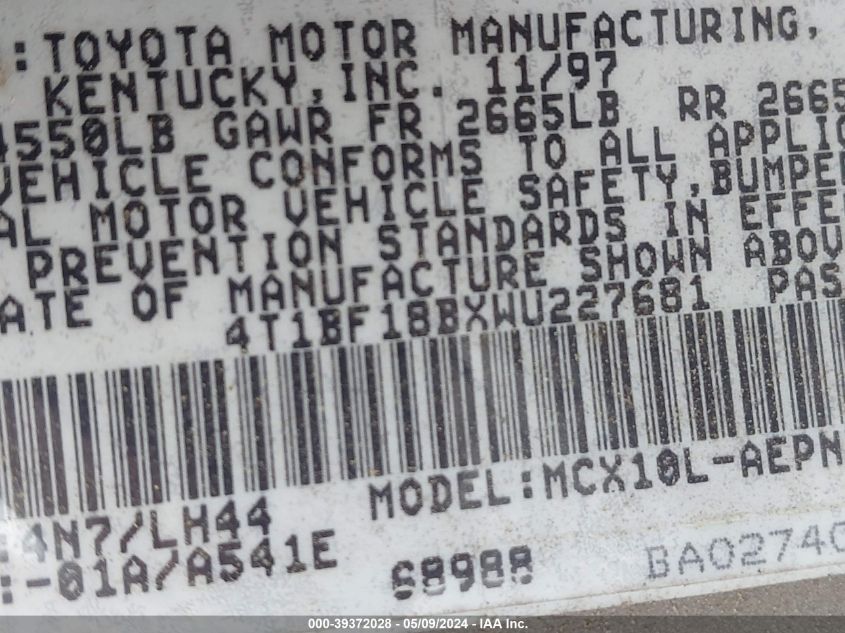 :TOYOTA MOTOR MANUFACTURING,
KENTUCKY,INC. 11/97
4550LB GAWR FR 2665LB RR 2665
VEHICLE CONFORMS TO ALL APPLIC
AL MOTOR VEHICLE SAFETY,BUMPER
PREVENTION STANDARDS IN EFFE
ATE OF MANUFACTURE SHOWN ABOV
4T1BF18BXWU227681 PAS
MODEL:MCX10L-AEPN
:4N7/LH44
:-01A/A541E
68988
BA02740
000-39372028 - 05/09/2024 - IAA Inc.